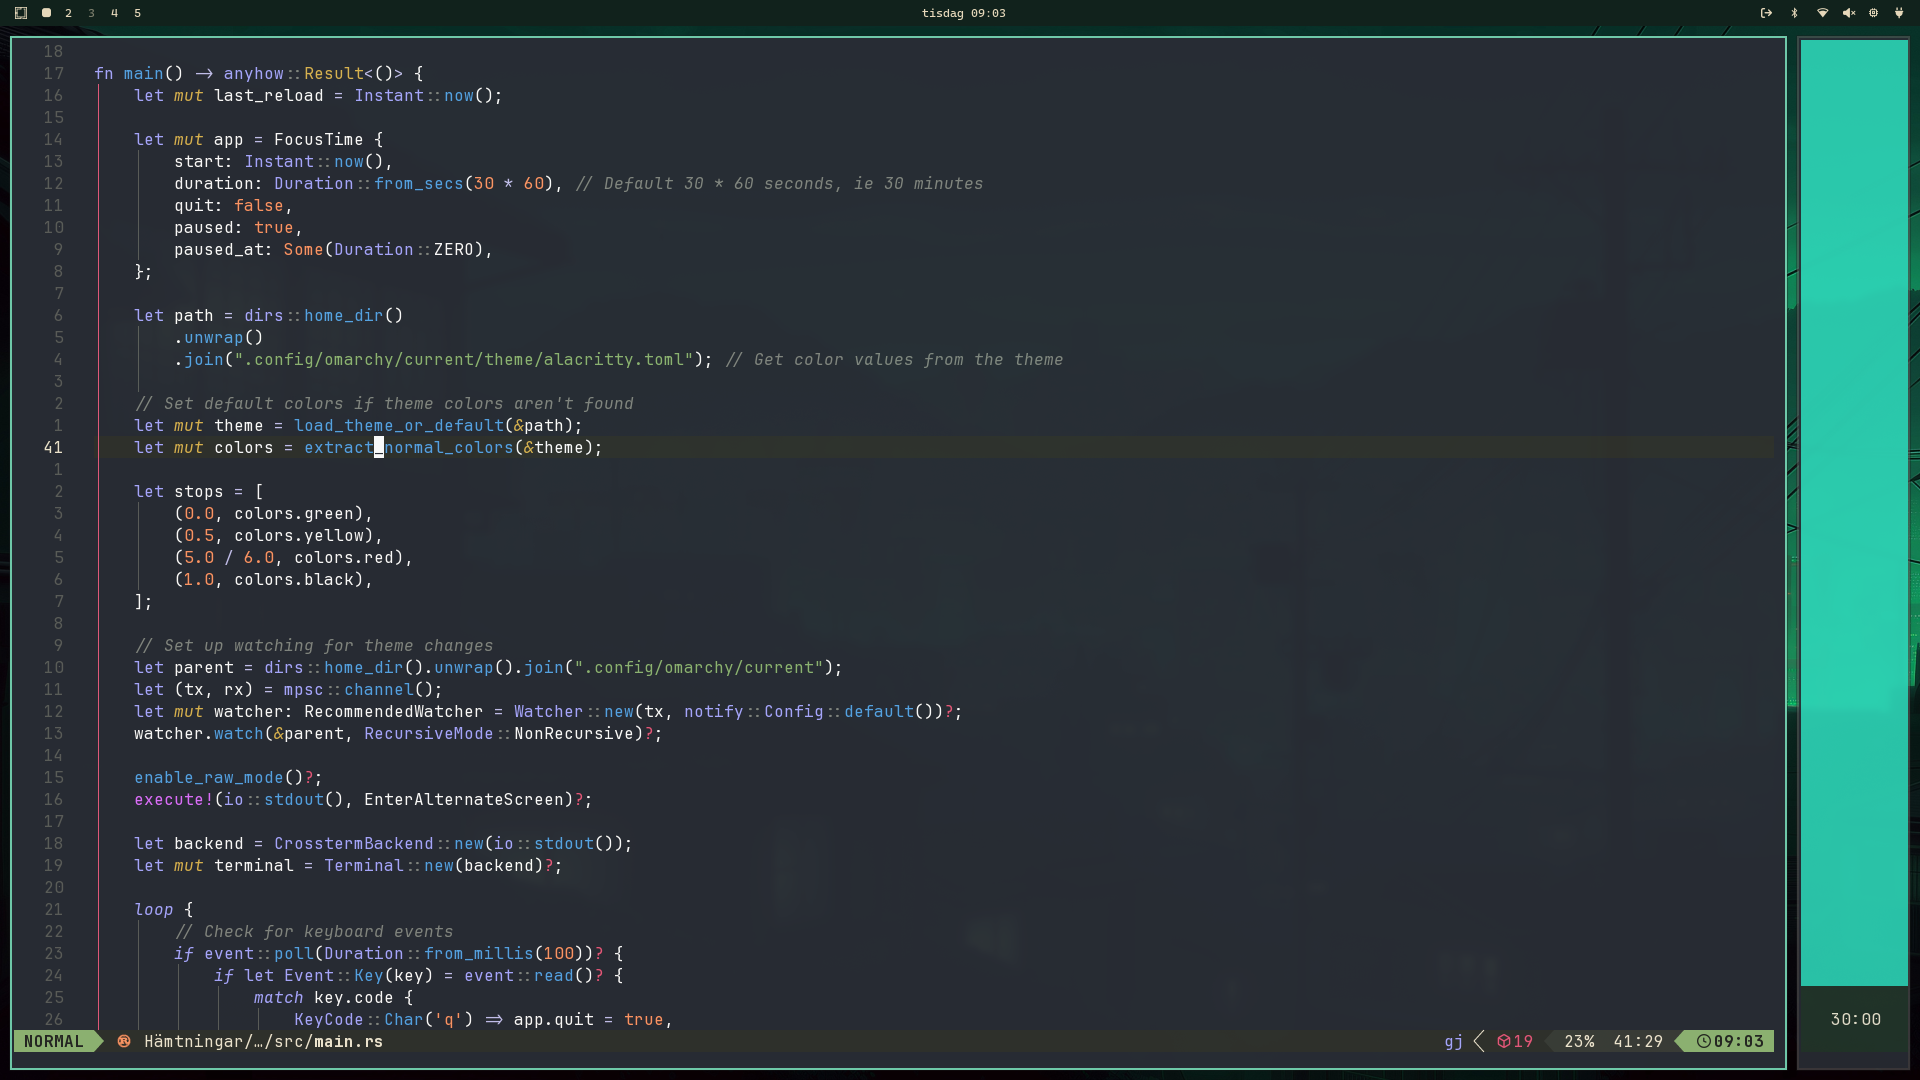 2 3 4 5
tisdag 09:03
18
17 fn main() -> anyhow::Result<()> {
16 let mut last_reload = Instant::now();
15
14 let mut app = FocusTime {
13 start: Instant::now(),
12 duration: Duration::from_secs(30 * 60), // Default 30 * 60 seconds, ie 30 minutes
11 quit: false,
10 paused: true,
9 paused_at: Some(Duration::ZERO),
8 };
7
6 let path = dirs::home_dir()
5 .unwrap()
4 .join(".config/omarchy/current/theme/alacritty.toml"); // Get color values from the theme
3
2 // Set default colors if theme colors aren't found
1 let mut theme = load_theme_or_default(&path);
41 let mut colors = extract_normal_colors(&theme);
1
2 let stops = [
3 (0.0, colors.green),
4 (0.5, colors.yellow),
5 (5.0 / 6.0, colors.red),
6 (1.0, colors.black),
7 ];
8
9 // Set up watching for theme changes
10 let parent = dirs::home_dir().unwrap().join(".config/omarchy/current");
11 let (tx, rx) = mpsc::channel();
12 let mut watcher: RecommendedWatcher = Watcher::new(tx, notify::Config::default())?;
13 watcher.watch(&parent, RecursiveMode::NonRecursive)?;
14
15 enable_raw_mode()?;
16 execute!(io::stdout(), EnterAlternateScreen)?;
17
18 let backend = CrosstermBackend::new(io::stdout());
19 let mut terminal = Terminal::new(backend)?;
20
21 loop {
22 // Check for keyboard events
23 if event::poll(Duration::from_millis(100))? {
24 if let Event::Key(key) = event::read()? {
25 match key.code {
26 KeyCode::Char('q') => app.quit = true,
NORMAL Hämtningar/…/src/main.rs gj 19 23% 41:29 09:03
30:00